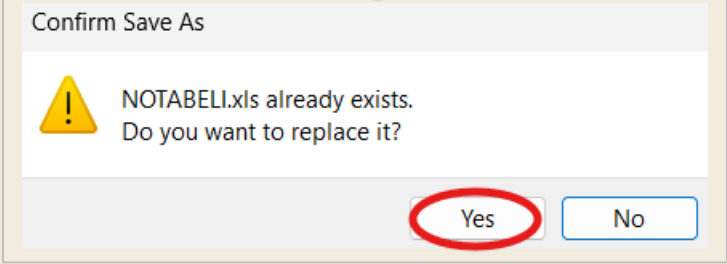 Confirm Save As
NOTABELI.xls already exists.
Do you want to replace it?
Yes No